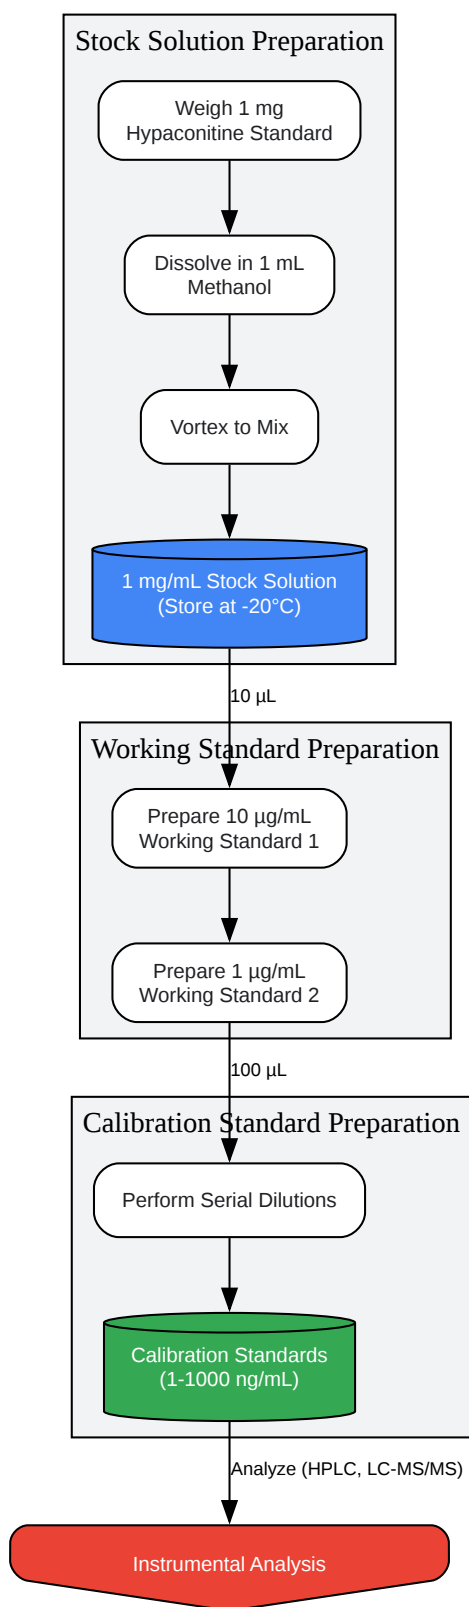 Stock Solution Preparation
Weigh 1 mg
Hypaconitine Standard
Dissolve in 1 mL
Methanol
Vortex to Mix
1 mg/mL Stock Solution
(Store at -20°C)
10 µL
Working Standard Preparation
Prepare 10 µg/mL
Working Standard 1
Prepare 1 µg/mL
Working Standard 2
100 µL
Calibration Standard Preparation
Perform Serial Dilutions
Calibration Standards
(1-1000 ng/mL)
Analyze (HPLC, LC-MS/MS)
Instrumental Analysis